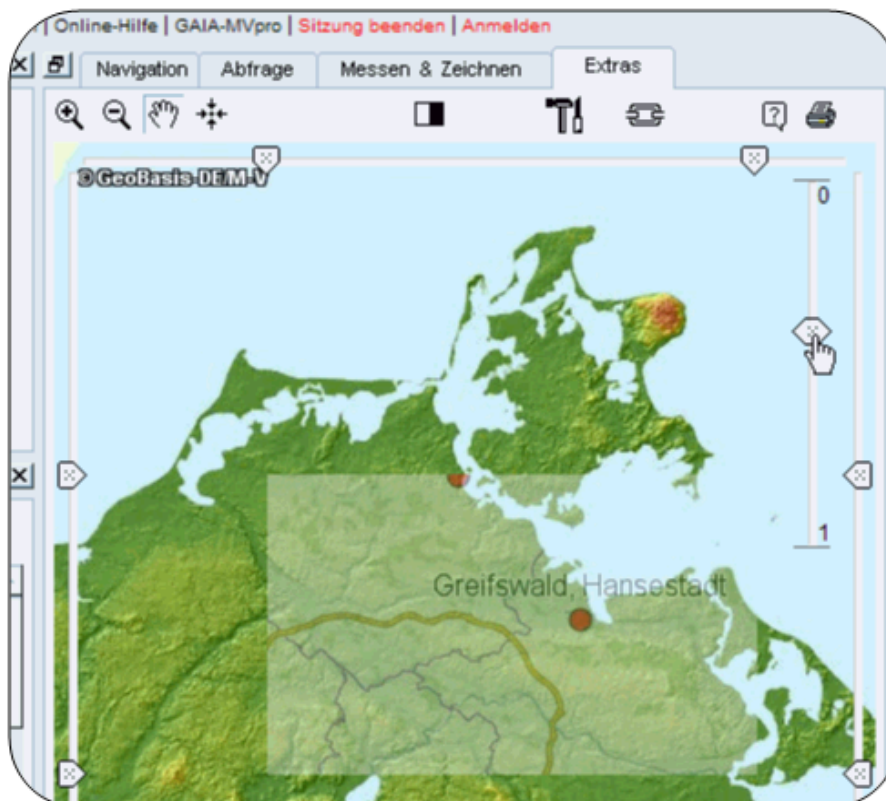 | Online-Hilfe | GAIA-MVpro | Sitzung beenden | Anmelden
Navigation Abfrage Messen & Zeichnen Extras
© GeoBasis-DE/M-V
0
1
Greifswald, Hansestadt